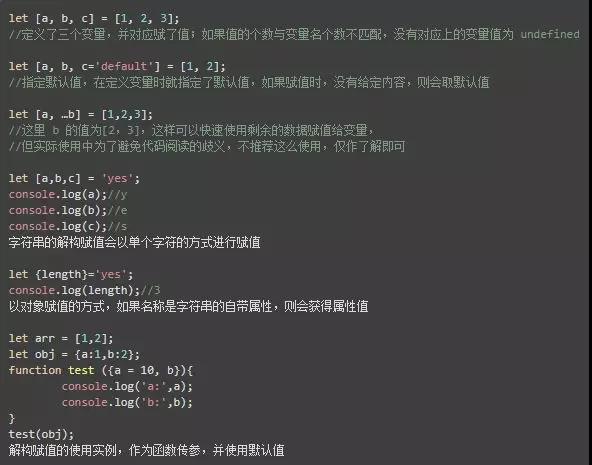 let [a, b, c] = [1, 2, 3];
//定义了三个变量，并对应赋了值；如果值的个数与变量名个数不匹配，没有对应上的变量值为 undefined
let [a, b, c='default'] = [1, 2];
//指定默认值，在定义变量时就指定了默认值，如果赋值时，没有给定内容，则会取默认值
let [a, …b] = [1,2,3];
//这里 b 的值为[2, 3]，这样可以快速使用剩余的数据赋值给变量，
//但实际使用中为了避免代码阅读的歧义，不推荐这么使用，仅作了解即可
let [a,b,c] = 'yes';
console.log(a);//y
console.log(b);//e
console.log(c);//s
字符串的解构赋值会以单个字符的方式进行赋值
let {length}='yes';
console.log(length);//3
以对象赋值的方式，如果名称是字符串的自带属性，则会获得属性值
let arr = [1,2];
let obj = {a:1,b:2};
function test ({a = 10, b}){
console.log('a:',a);
console.log('b:',b);
}
test(obj);
解构赋值的使用实例，作为函数传参，并使用默认值